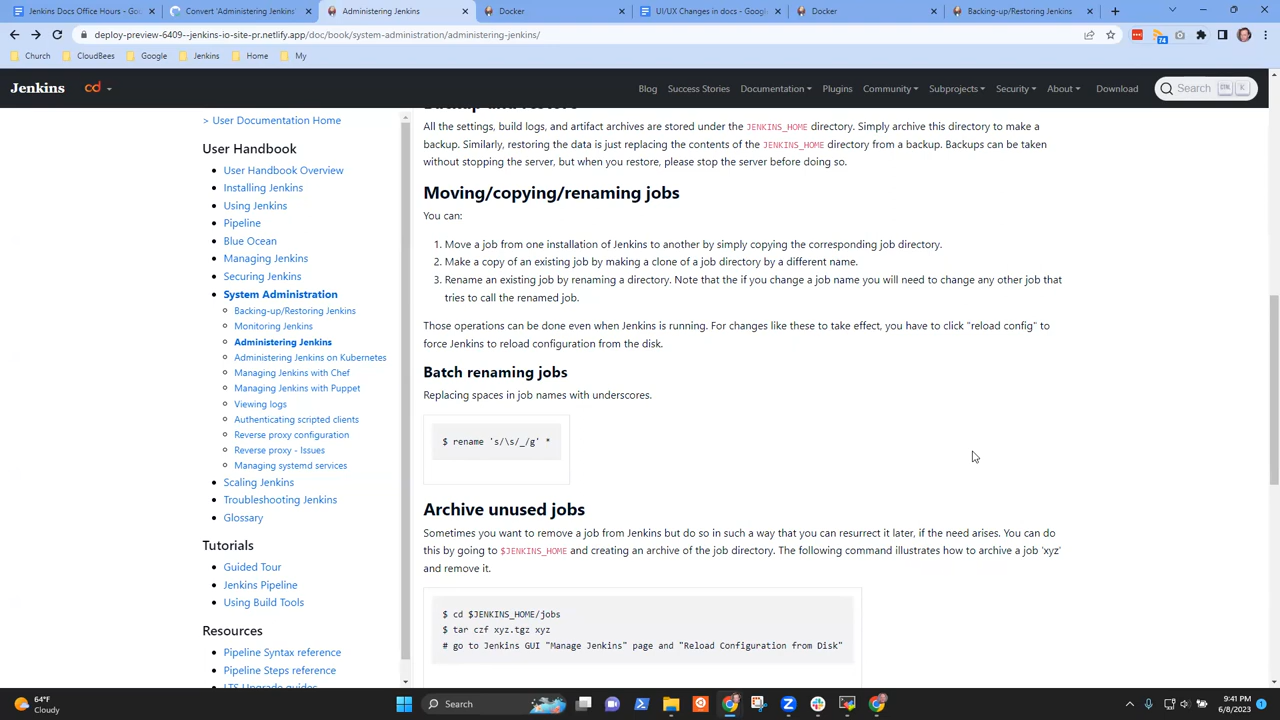 Jenkins Docs Office Hours - Goo
Convert 'Administering Jenkins'
Administering Jenkins
Docker
UI/UX Changes in docs - Google
Docker
Backing-up/Restoring Jenkins
deploy-preview-6409--jenkins-io-site-pr.netlify.app/doc/book/system-administration/administering-jenkins/
74
Church
CloudBees
Google
Jenkins
Home
My
Jenkins
cd
Blog
Success Stories
Documentation
Plugins
Community
Subprojects
Security
About
Download
Search
CTRL
K
> User Documentation Home
User Handbook
User Handbook Overview
Installing Jenkins
Using Jenkins
Pipeline
Blue Ocean
Managing Jenkins
Securing Jenkins
System Administration
Backing-up/Restoring Jenkins
Monitoring Jenkins
Administering Jenkins
Administering Jenkins on Kubernetes
Managing Jenkins with Chef
Managing Jenkins with Puppet
Viewing logs
Authenticating scripted clients
Reverse proxy configuration
Reverse proxy - Issues
Managing systemd services
Scaling Jenkins
Troubleshooting Jenkins
Glossary
Tutorials
Guided Tour
Jenkins Pipeline
Using Build Tools
Resources
Pipeline Syntax reference
Pipeline Steps reference
LTS Upgrade guides
Backup and restore
All the settings, build logs, and artifact archives are stored under the JENKINS_HOME directory. Simply archive this directory to make a
backup. Similarly, restoring the data is just replacing the contents of the JENKINS_HOME directory from a backup. Backups can be taken
without stopping the server, but when you restore, please stop the server before doing so.
Moving/copying/renaming jobs
You can:
1. Move a job from one installation of Jenkins to another by simply copying the corresponding job directory.
2. Make a copy of an existing job by making a clone of a job directory by a different name.
3. Rename an existing job by renaming a directory. Note that the if you change a job name you will need to change any other job that
tries to call the renamed job.
Those operations can be done even when Jenkins is running. For changes like these to take effect, you have to click "reload config" to
force Jenkins to reload configuration from the disk.
Batch renaming jobs
Replacing spaces in job names with underscores.
$ rename 's/\s/_/g' *
Archive unused jobs
Sometimes you want to remove a job from Jenkins but do so in such a way that you can resurrect it later, if the need arises. You can do
this by going to $JENKINS_HOME and creating an archive of the job directory. The following command illustrates how to archive a job 'xyz'
and remove it.
$ cd $JENKINS_HOME/jobs
$ tar czf xyz.tgz xyz
# go to Jenkins GUI "Manage Jenkins" page and "Reload Configuration from Disk"
64°F
Cloudy
Search
9:41 PM
6/8/2023